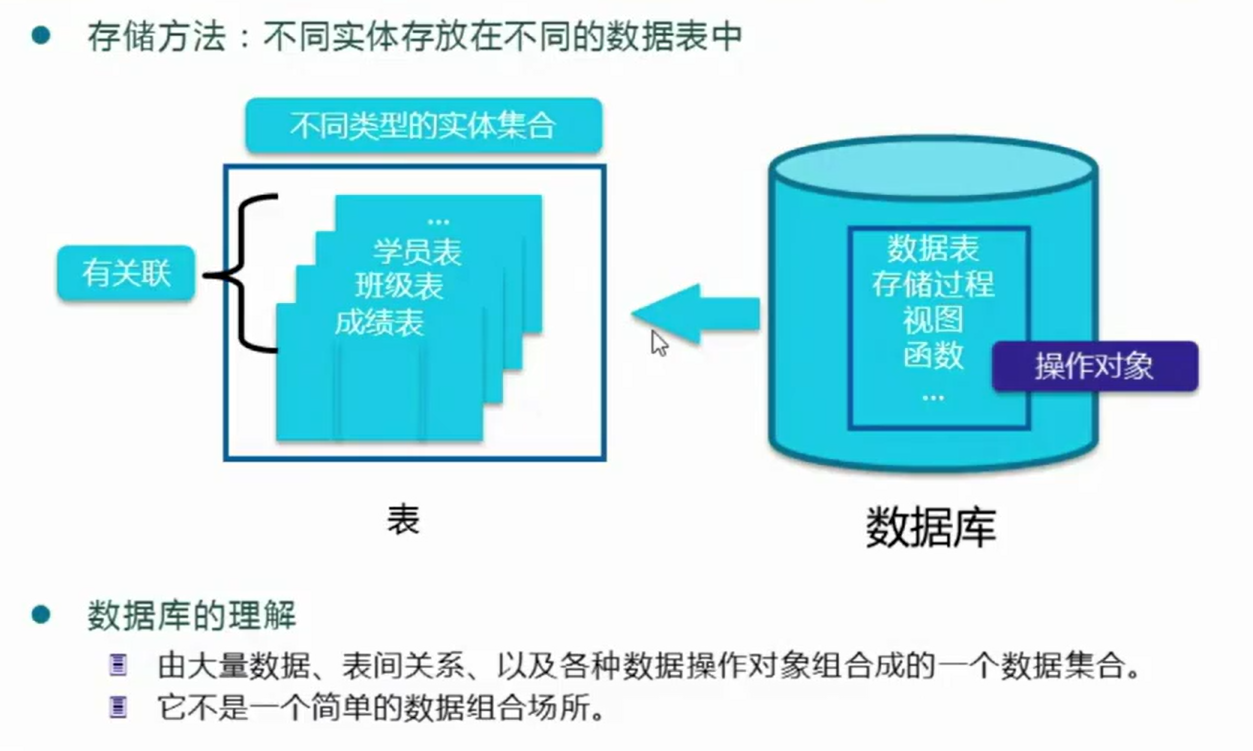 存储方法：不同实体存放在不同的数据表中
不同类型的实体集合
有关联
...
学员表
班级表
成绩表
表
数据表
存储过程
视图
函数
...
操作对象
数据库
数据库的理解
由大量数据、表间关系、以及各种数据操作对象组合成的一个数据集合。
它不是一个简单的数据组合场所。